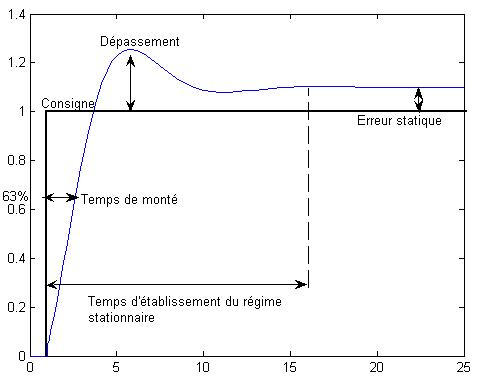 1.4
Dépassement
1.2
Consigne
1
Erreur statique
0.8
63%
Temps de monté
0.6
0.4
Temps d'établissement du régime
stationnaire
0.2
0
0 5 10 15 20 25